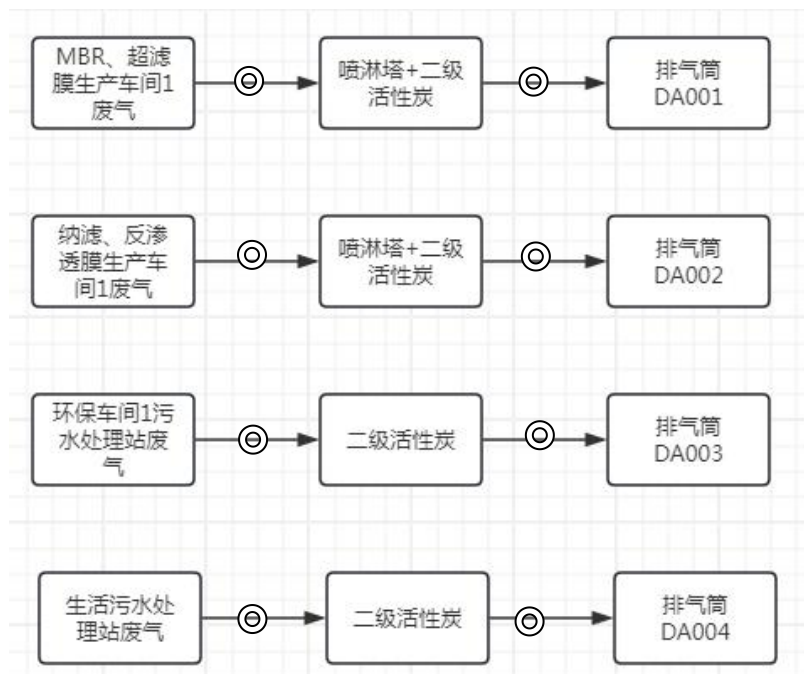 MBR、超滤
膜生产车间1
废气
喷淋塔+二级
活性炭
排气筒
DA001
纳滤、反渗
透膜生产车
间1废气
喷淋塔+二级
活性炭
排气筒
DA002
环保车间1污
水处理站废
气
二级活性炭
排气筒
DA003
生活污水处
理站废气
二级活性炭
排气筒
DA004